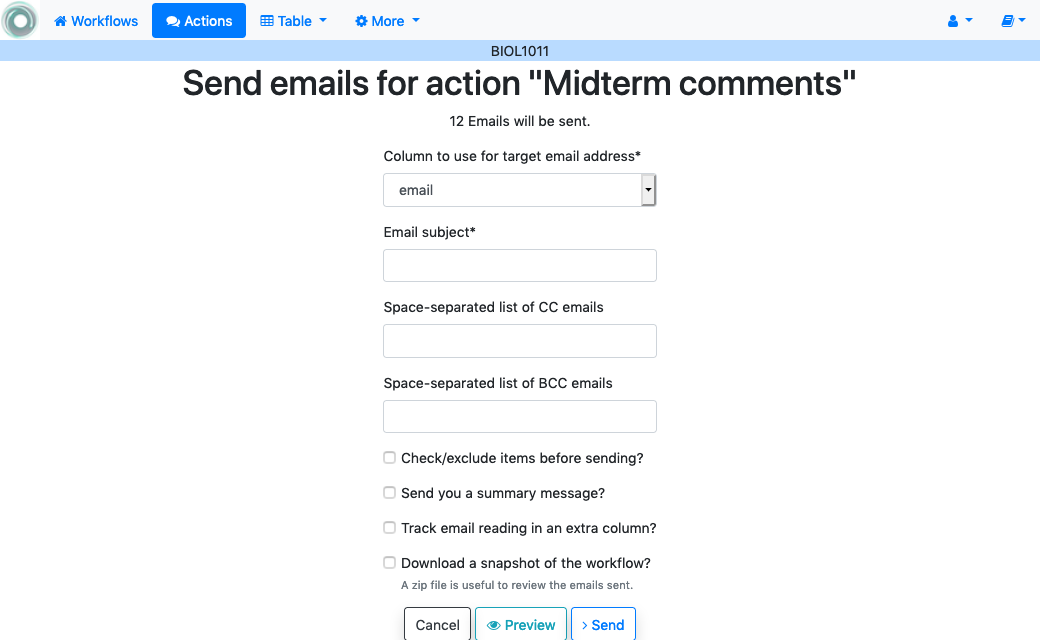 Workflows Actions Table More
BIOL1011
Send emails for action "Midterm comments"
12 Emails will be sent.
Column to use for target email address*
email
Email subject*
Space-separated list of CC emails
Space-separated list of BCC emails
Check/exclude items before sending?
Send you a summary message?
Track email reading in an extra column?
Download a snapshot of the workflow?
A zip file is useful to review the emails sent.
Cancel Preview Send